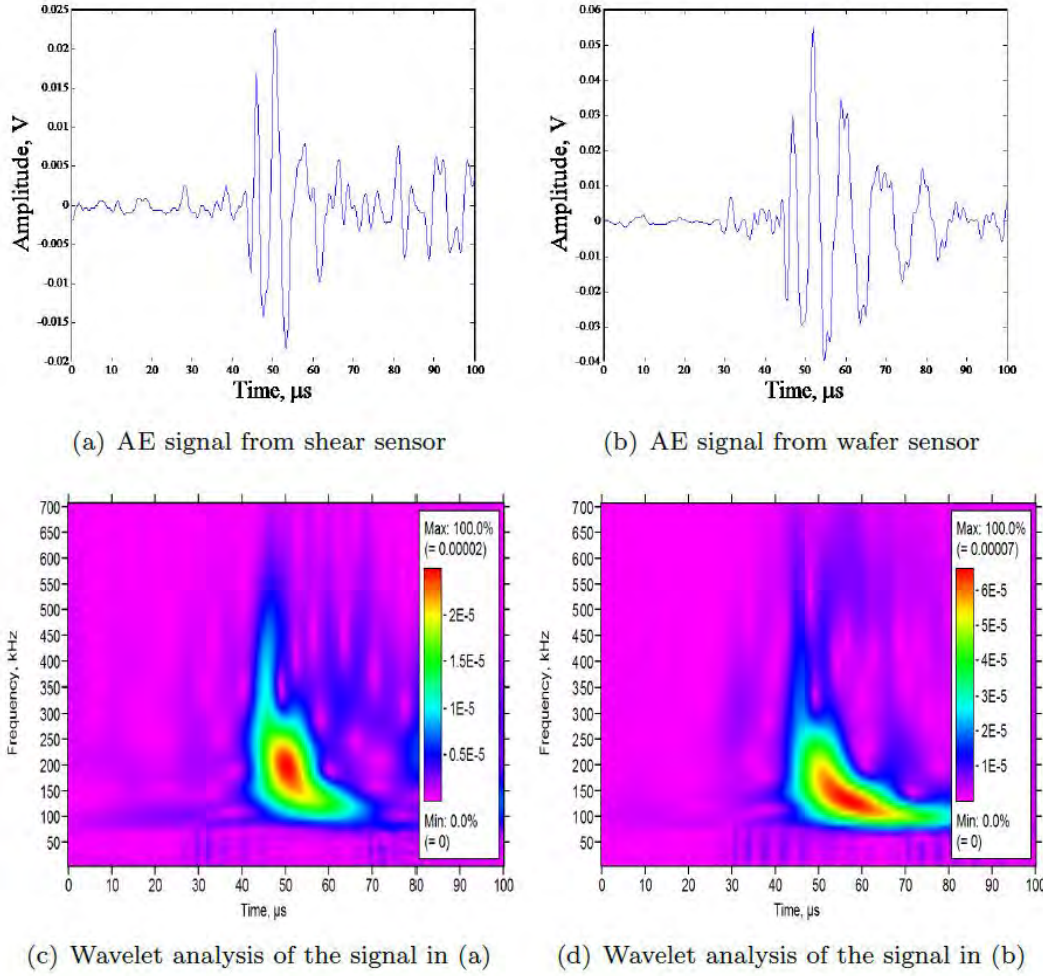 0.025
0.02
0.015
0.01
0.005
0
-0.005
-0.01
-0.015
-0.02
Amplitude, V
0 10 20 30 40 50 60 70 80 90 100
Time, μs
(a) AE signal from shear sensor
0.06
0.05
0.04
0.03
0.02
0.01
0
-0.01
-0.02
-0.03
-0.04
Amplitude, V
0 10 20 30 40 50 60 70 80 90 100
Time, μs
(b) AE signal from wafer sensor
700
650
600
550
500
450
400
350
300
250
200
150
100
50
Frequency, kHz
Max: 100.0%
(= 0.00002)
2E-5
1.5E-5
1E-5
0.5E-5
Min: 0.0%
(= 0)
0 10 20 30 40 50 60 70 80 90 100
Time, μs
(c) Wavelet analysis of the signal in (a)
700
650
600
550
500
450
400
350
300
250
200
150
100
50
Frequency, kHz
Max: 100.0%
(= 0.00007)
6E-5
5E-5
4E-5
3E-5
2E-5
1E-5
Min: 0.0%
(= 0)
0 10 20 30 40 50 60 70 80 90 100
Time, μs
(d) Wavelet analysis of the signal in (b)